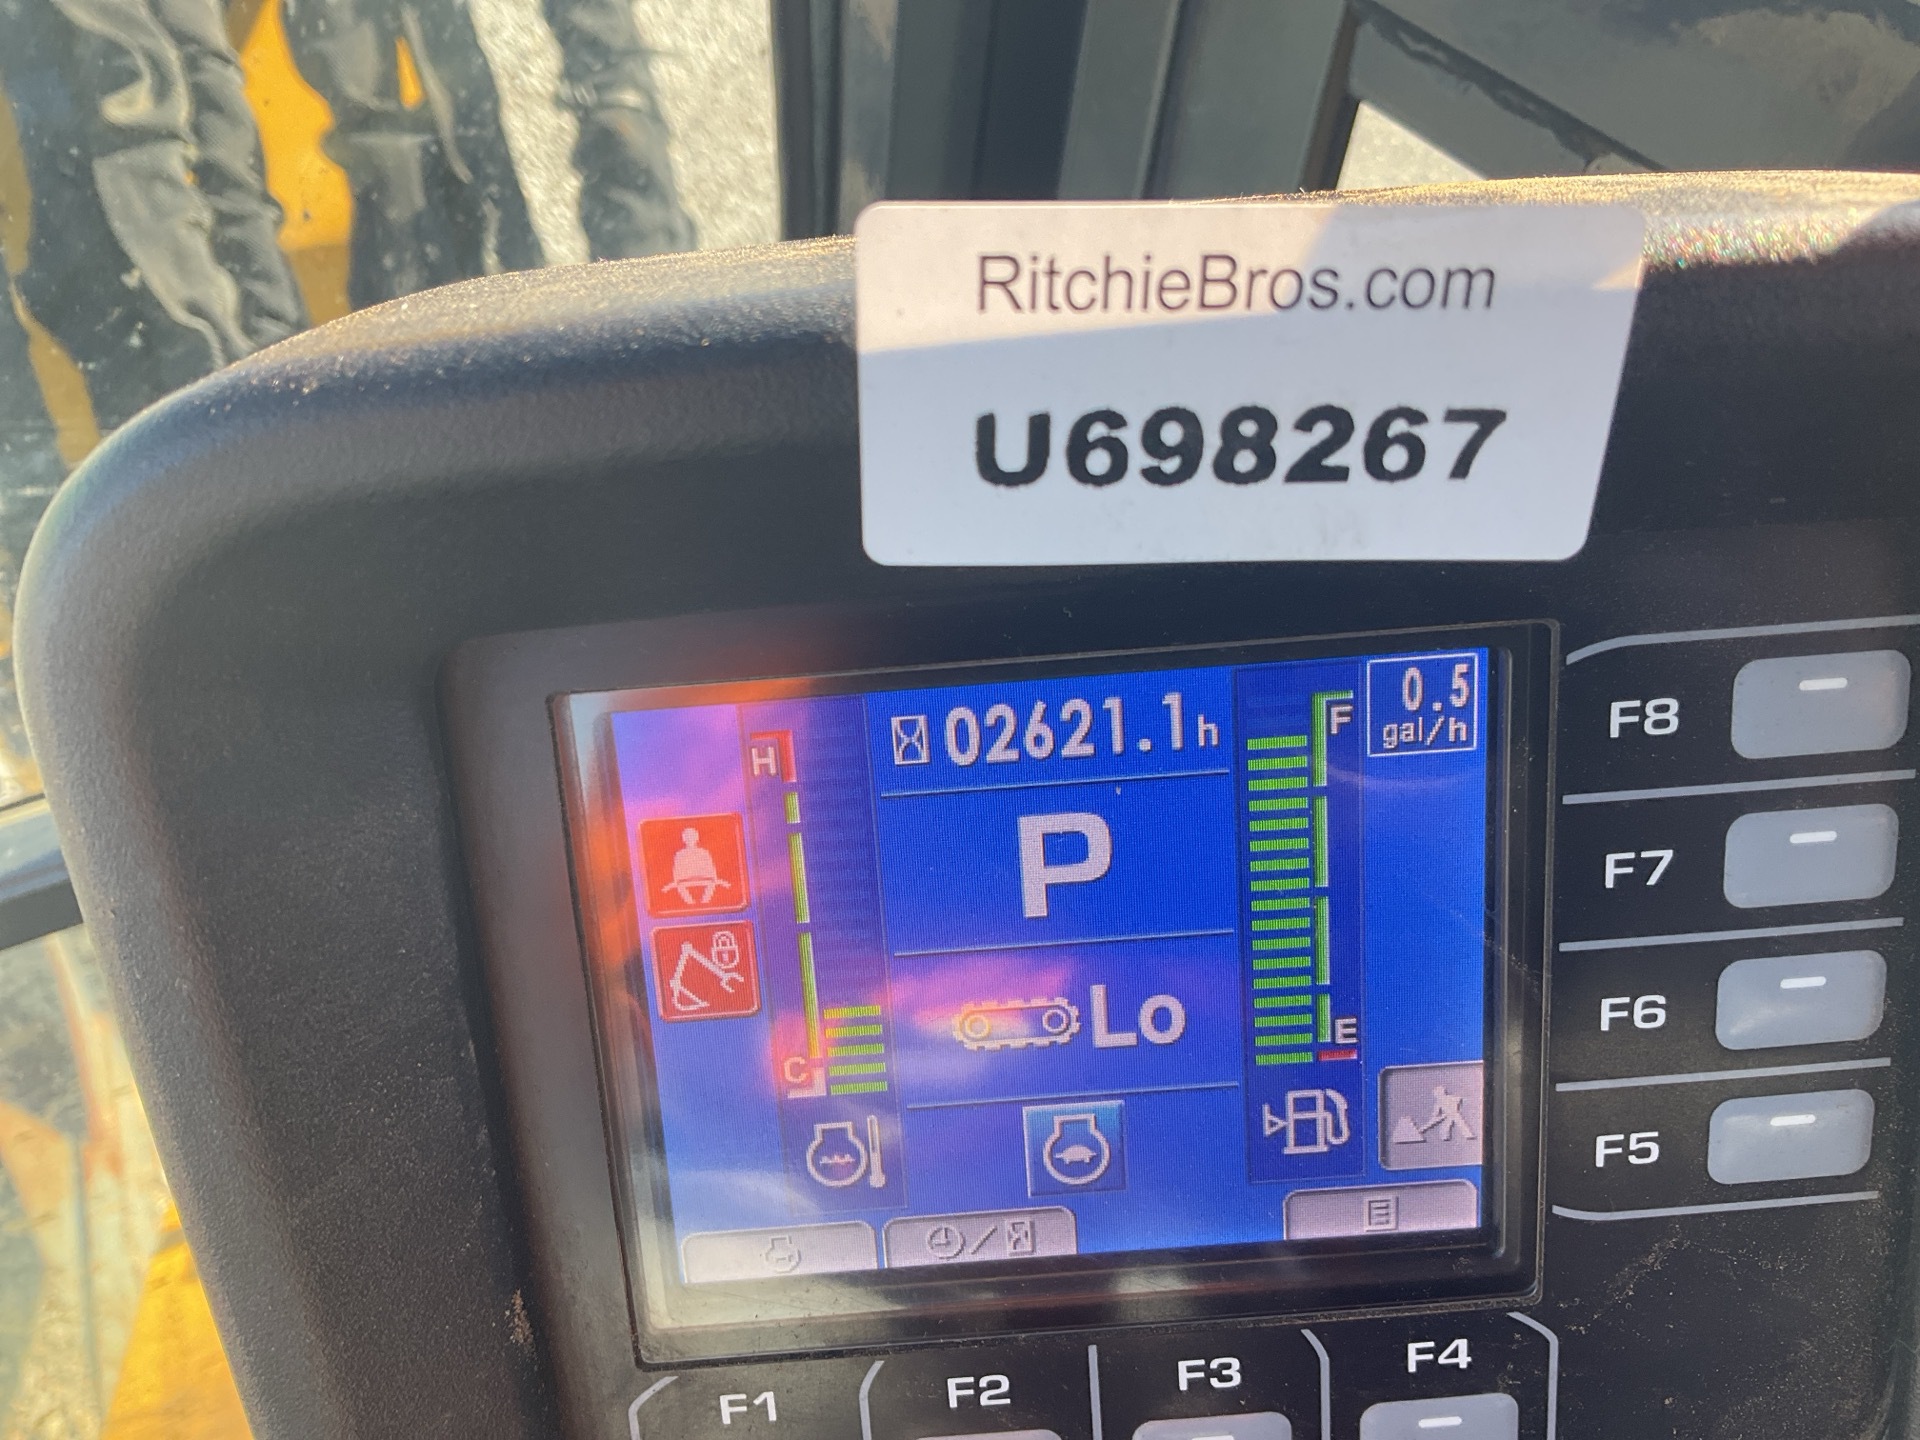 RitchieBros.com
U698267
H
02621.1h
F
0.5
gal/h
F8
P
F7
Lo
E
C
F6
F5
F1
F2
F3
F4